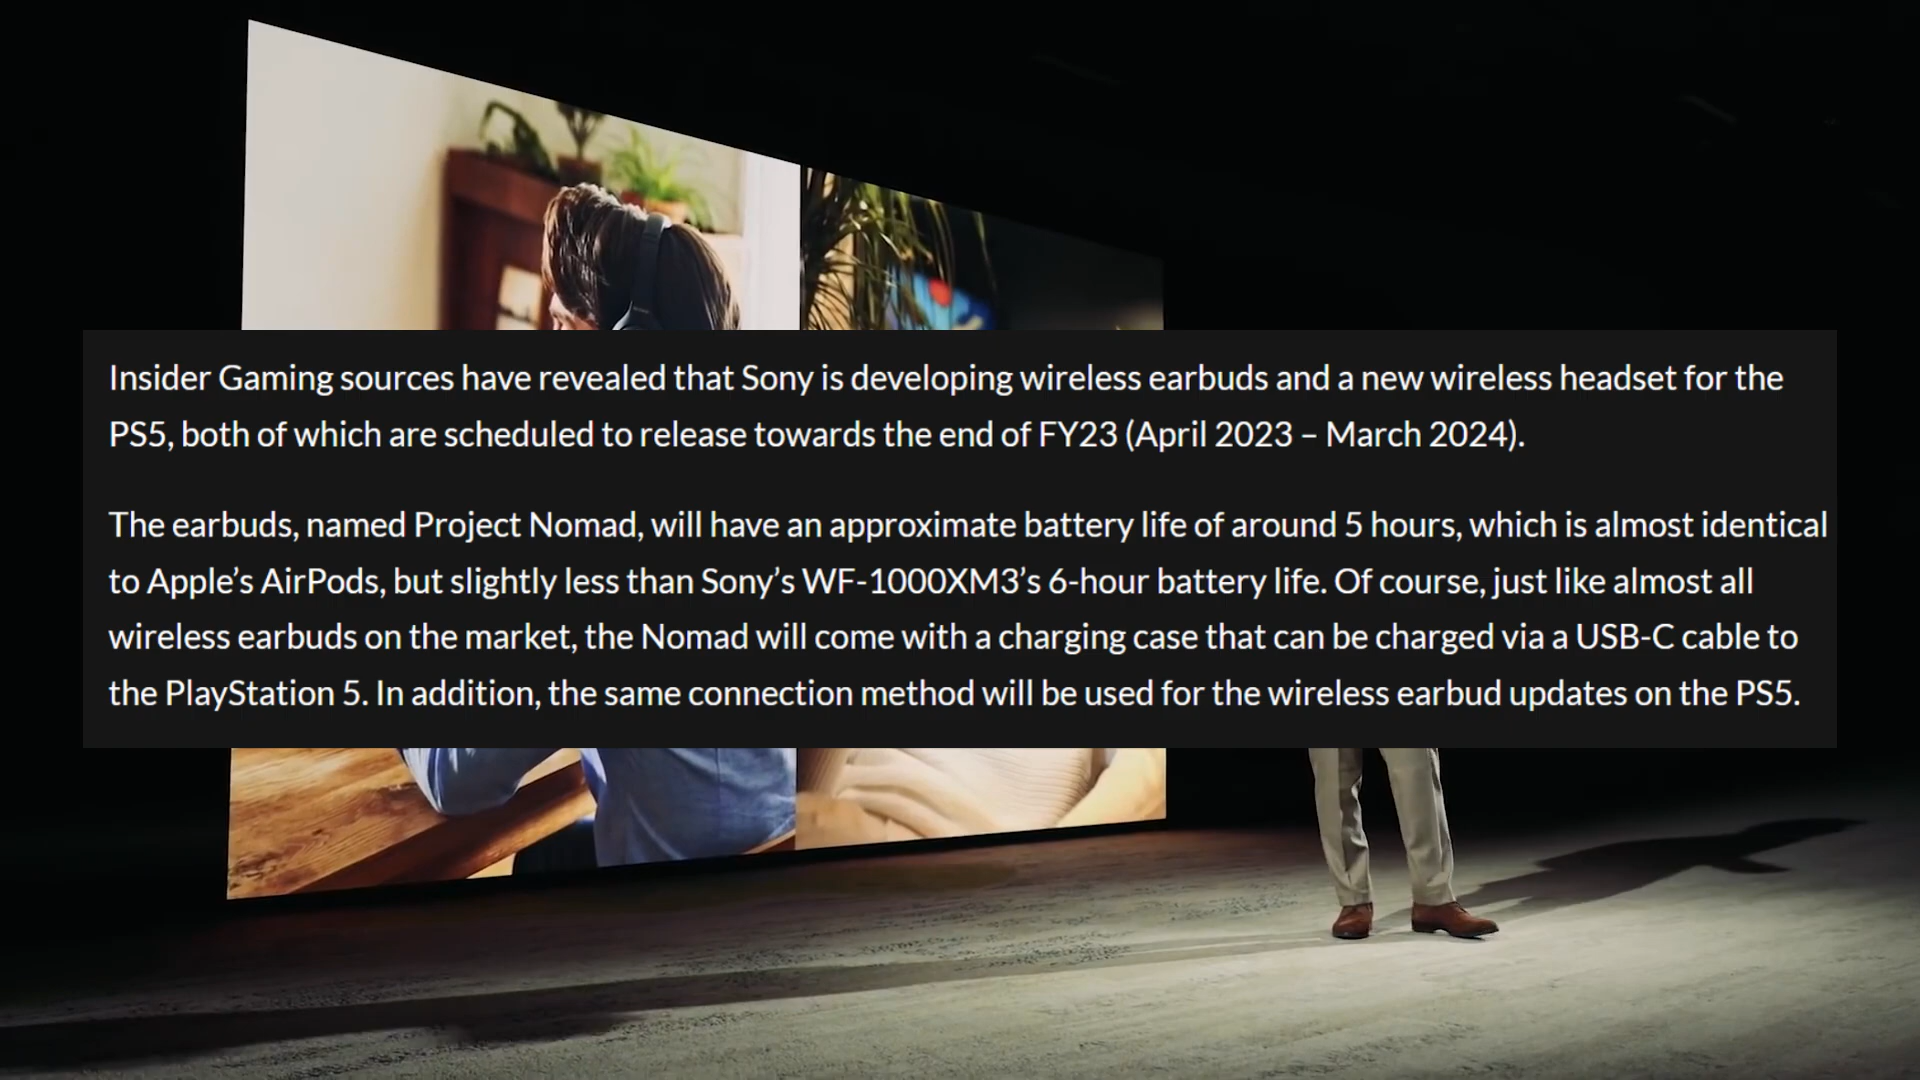 Insider Gaming sources have revealed that Sony is developing wireless earbuds and a new wireless headset for the
PS5, both of which are scheduled to release towards the end of FY23 (April 2023 – March 2024).
The earbuds, named Project Nomad, will have an approximate battery life of around 5 hours, which is almost identical
to Apple’s AirPods, but slightly less than Sony’s WF-1000XM3’s 6-hour battery life. Of course, just like almost all
wireless earbuds on the market, the Nomad will come with a charging case that can be charged via a USB-C cable to
the PlayStation 5. In addition, the same connection method will be used for the wireless earbud updates on the PS5.